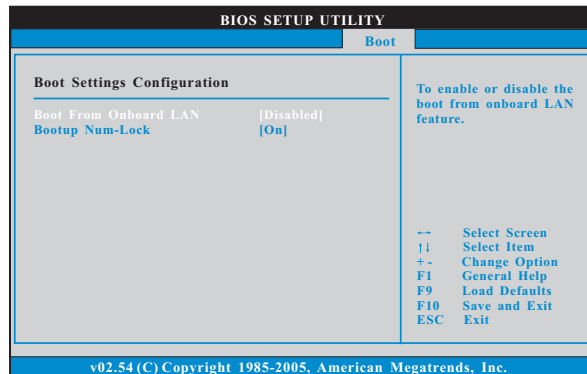 BIOS SETUP UTILITY
Boot
Boot Settings Configuration
Boot From Onboard LAN [Disabled]
Bootup Num-Lock [On]
To enable or disable the
boot from onboard LAN
feature.
←→ Select Screen
↑↓ Select Item
+ - Change Option
F1 General Help
F9 Load Defaults
F10 Save and Exit
ESC Exit
v02.54 (C) Copyright 1985-2005, American Megatrends, Inc.